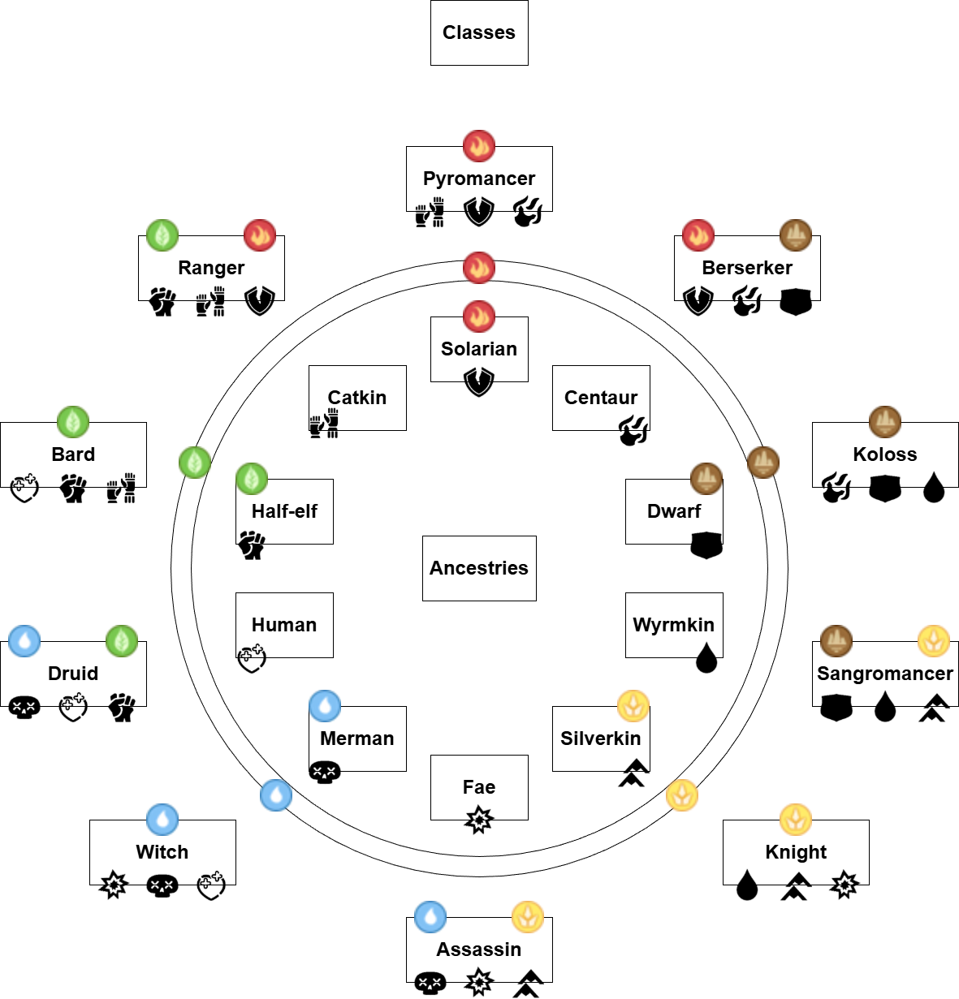 Classes
Pyromancer
Ranger
Berserker
Solarian
Catkin
Centaur
Bard
Koloss
Half-elf
Dwarf
Ancestries
Human
Wyrmkin
Druid
Sangromancer
Merman
Silverkin
Fae
Witch
Knight
Assassin